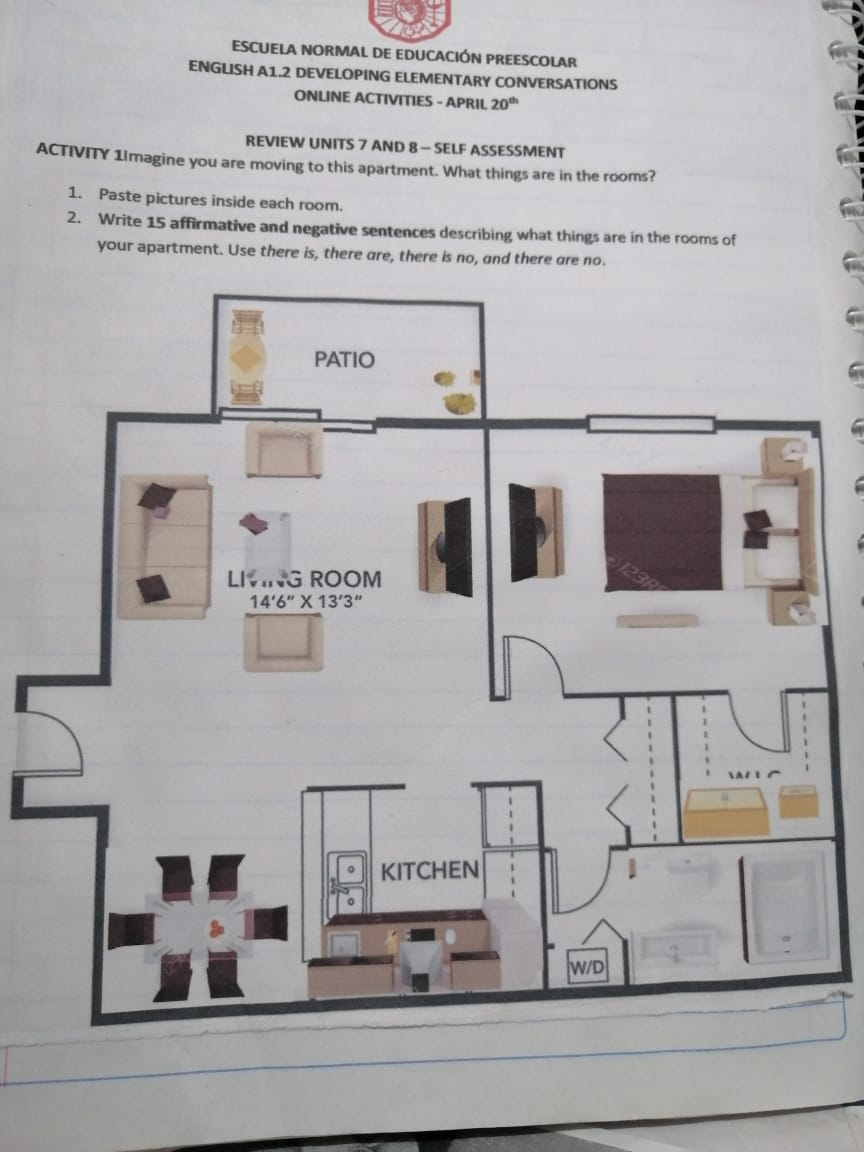 ESCUELA NORMAL DE EDUCACIÓN PREESCOLAR
ENGLISH A1.2 DEVELOPING ELEMENTARY CONVERSATIONS
ONLINE ACTIVITIES - APRIL 20th
REVIEW UNITS 7 AND 8 – SELF ASSESSMENT
ACTIVITY 1Imagine you are moving to this apartment. What things are in the rooms?
1. Paste pictures inside each room.
2. Write 15 affirmative and negative sentences describing what things are in the rooms of
your apartment. Use there is, there are, there is no, and there are no.
PATIO
LIVING ROOM
14'6" X 13'3"
KITCHEN
W/D